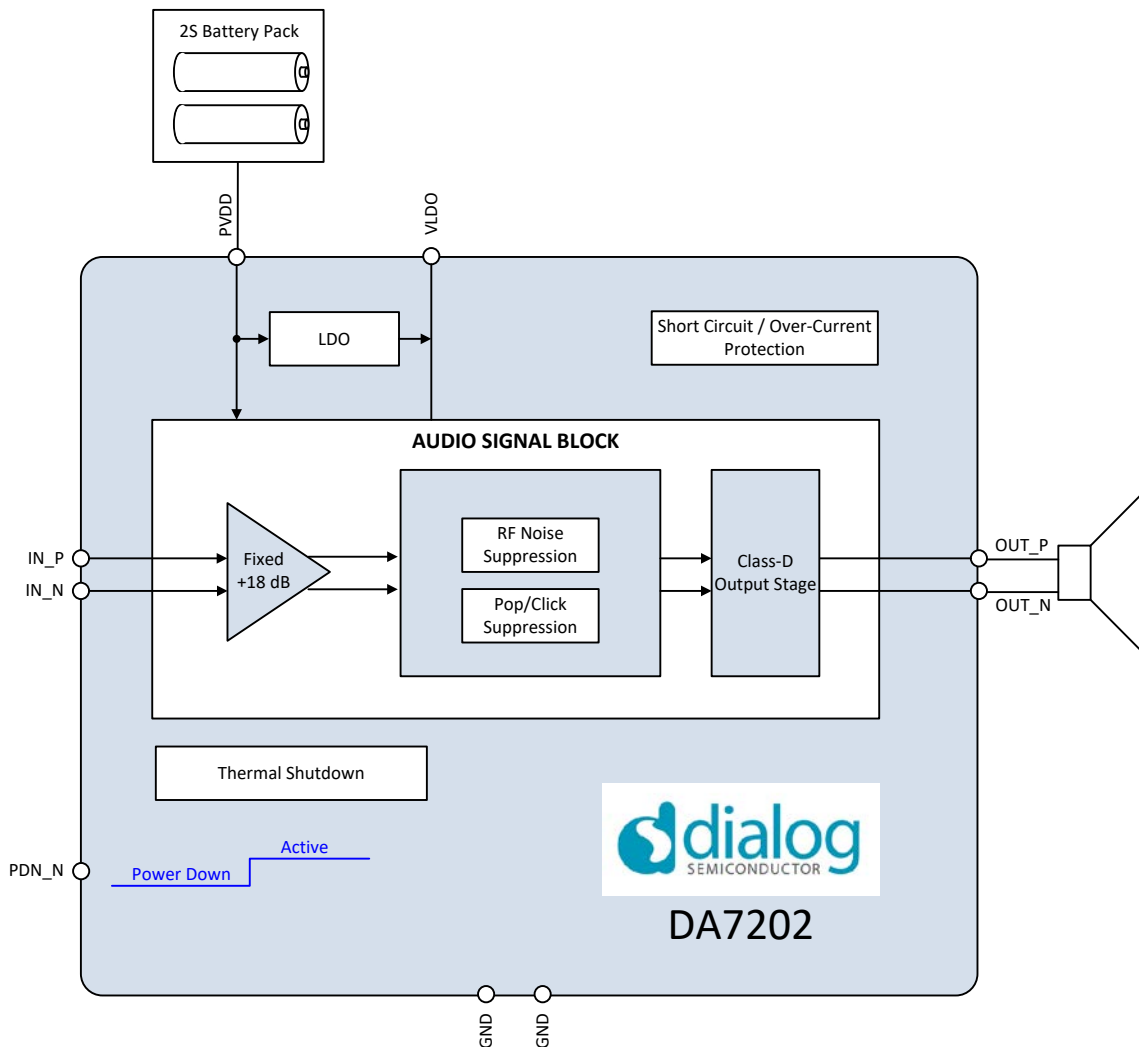 2S Battery Pack
PVDD
VLDO
LDO
Short Circuit / Over-Current
Protection
AUDIO SIGNAL BLOCK
IN_P
IN_N
Fixed
+18 dB
RF Noise
Suppression
Pop/Click
Suppression
Class-D
Output Stage
OUT_P
OUT_N
Thermal Shutdown
PDN_N
Power Down
Active
dialog
SEMICONDUCTOR
DA7202
GND
GND